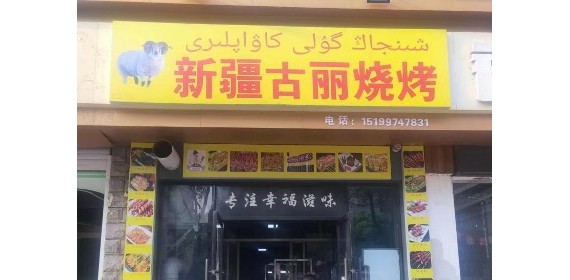 شىنجاڭ گۈلى كاۋاپلىرى
新疆古丽烧烤
电话：15199747831
专注幸福滋味